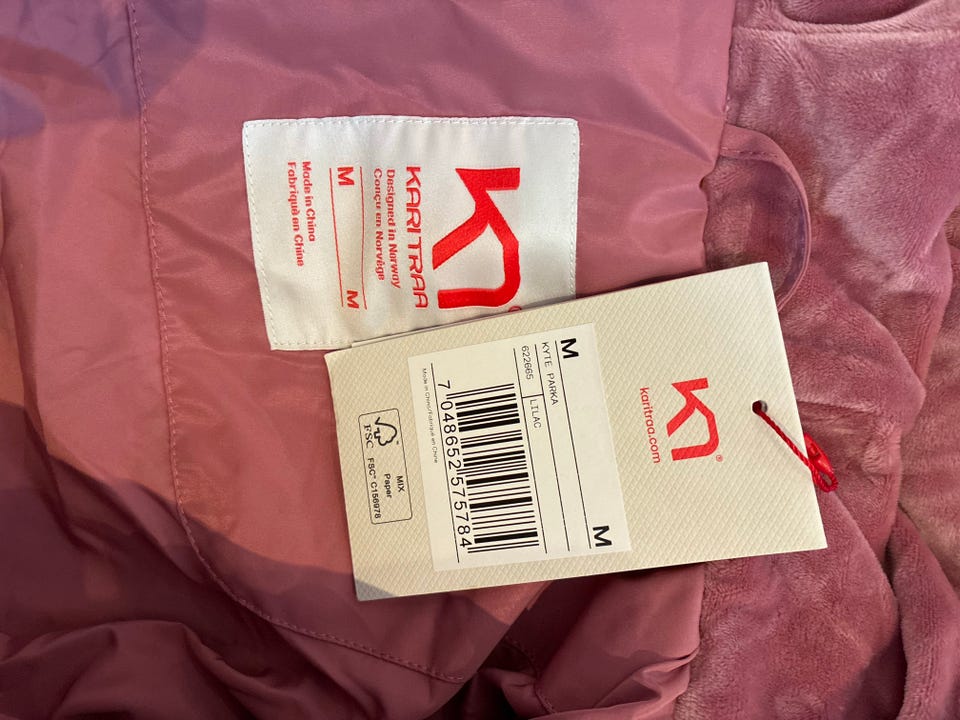 KARI TRAA
Designed in Norway
Conçu en Norvège
M M
Made in China
Fabriqué en Chine
karitraa.com
®
M M
KYTE PARKA
622665 LILAC
7 048652 575784
Made in China/Fabriqué en Chine
FSC
MIX
Paper
FSC™ C156978